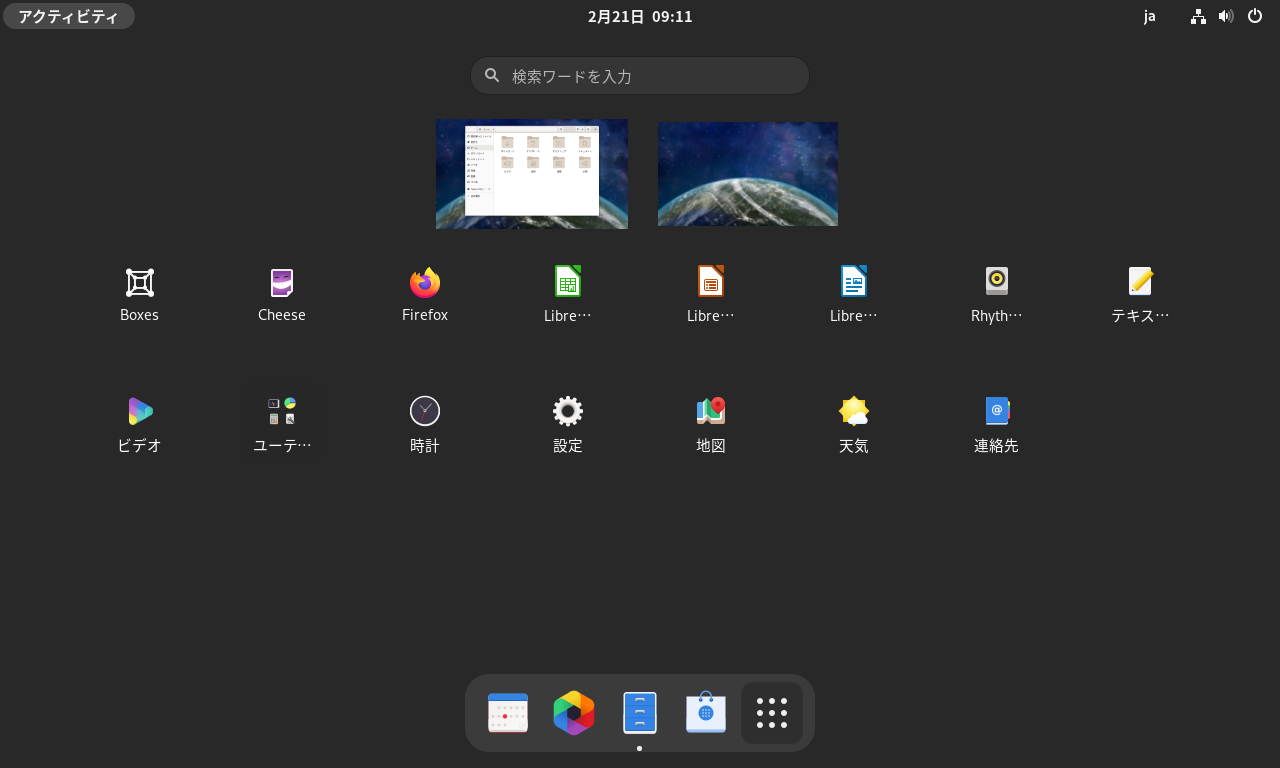 アクティビティ
2月21日 09:11
ja
検索ワードを入力
Boxes
Cheese
Firefox
Libre…
Libre…
Libre…
Rhyth…
テキス…
ビデオ
ユーテ…
時計
設定
地図
天気
連絡先